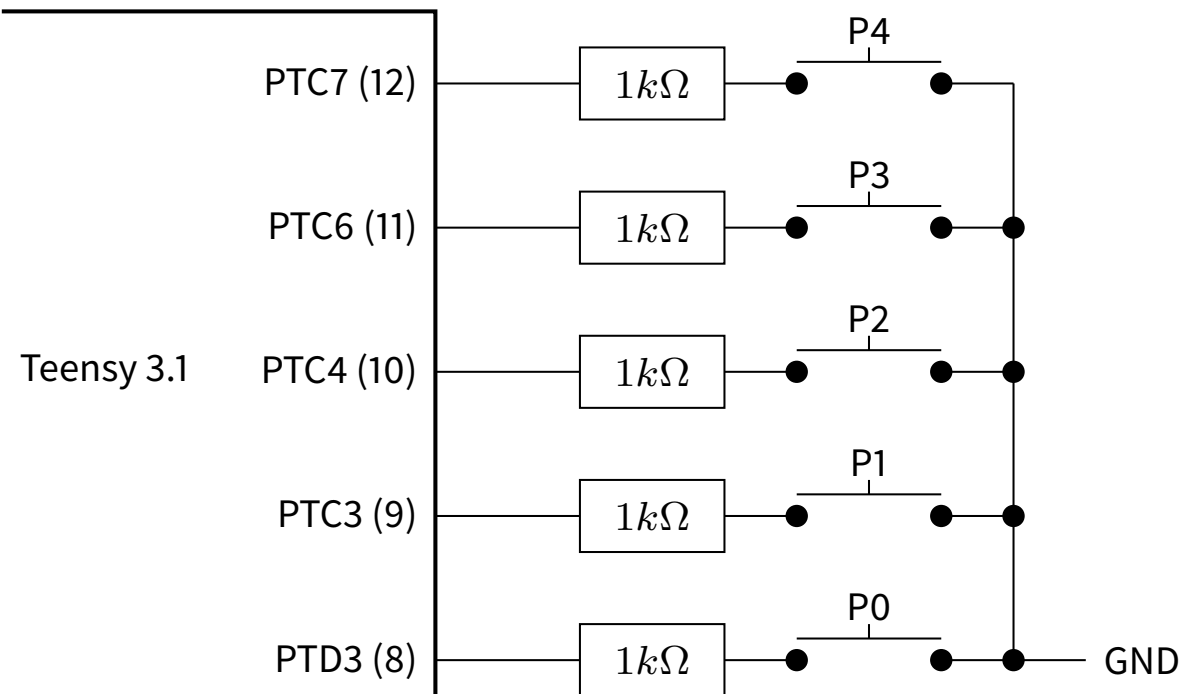 P4
PTC7 (12)
1kΩ
P3
PTC6 (11)
1kΩ
P2
Teensy 3.1
PTC4 (10)
1kΩ
P1
PTC3 (9)
1kΩ
P0
PTD3 (8)
1kΩ
GND